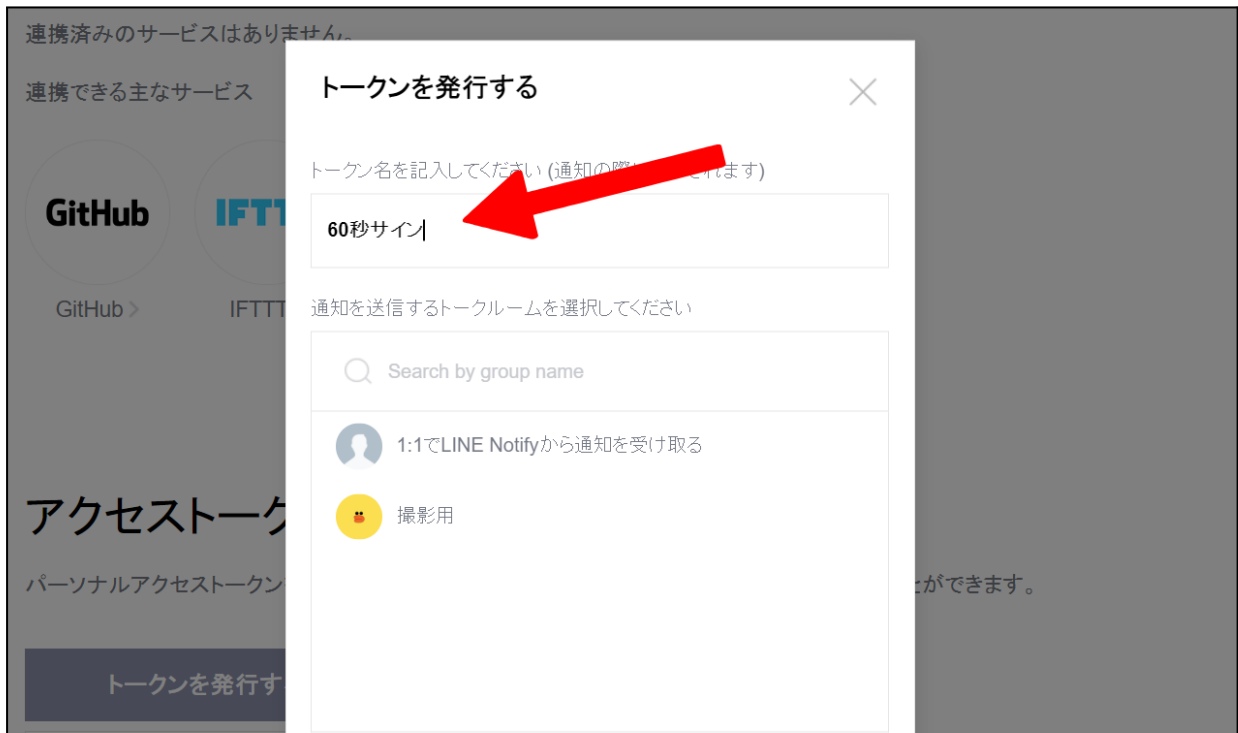 連携済みのサービスはありません。
連携できる主なサービス
トークンを発行する
トークン名を記入してください (通知の際 れます)
GitHub
IFTT
60秒サイン
GitHub
IFTTT
通知を送信するトークルームを選択してください
Search by group name
1:1でLINE Notifyから通知を受け取る
撮影用
アクセストーク
パーソナルアクセストークン
とができます。
トークンを発行す